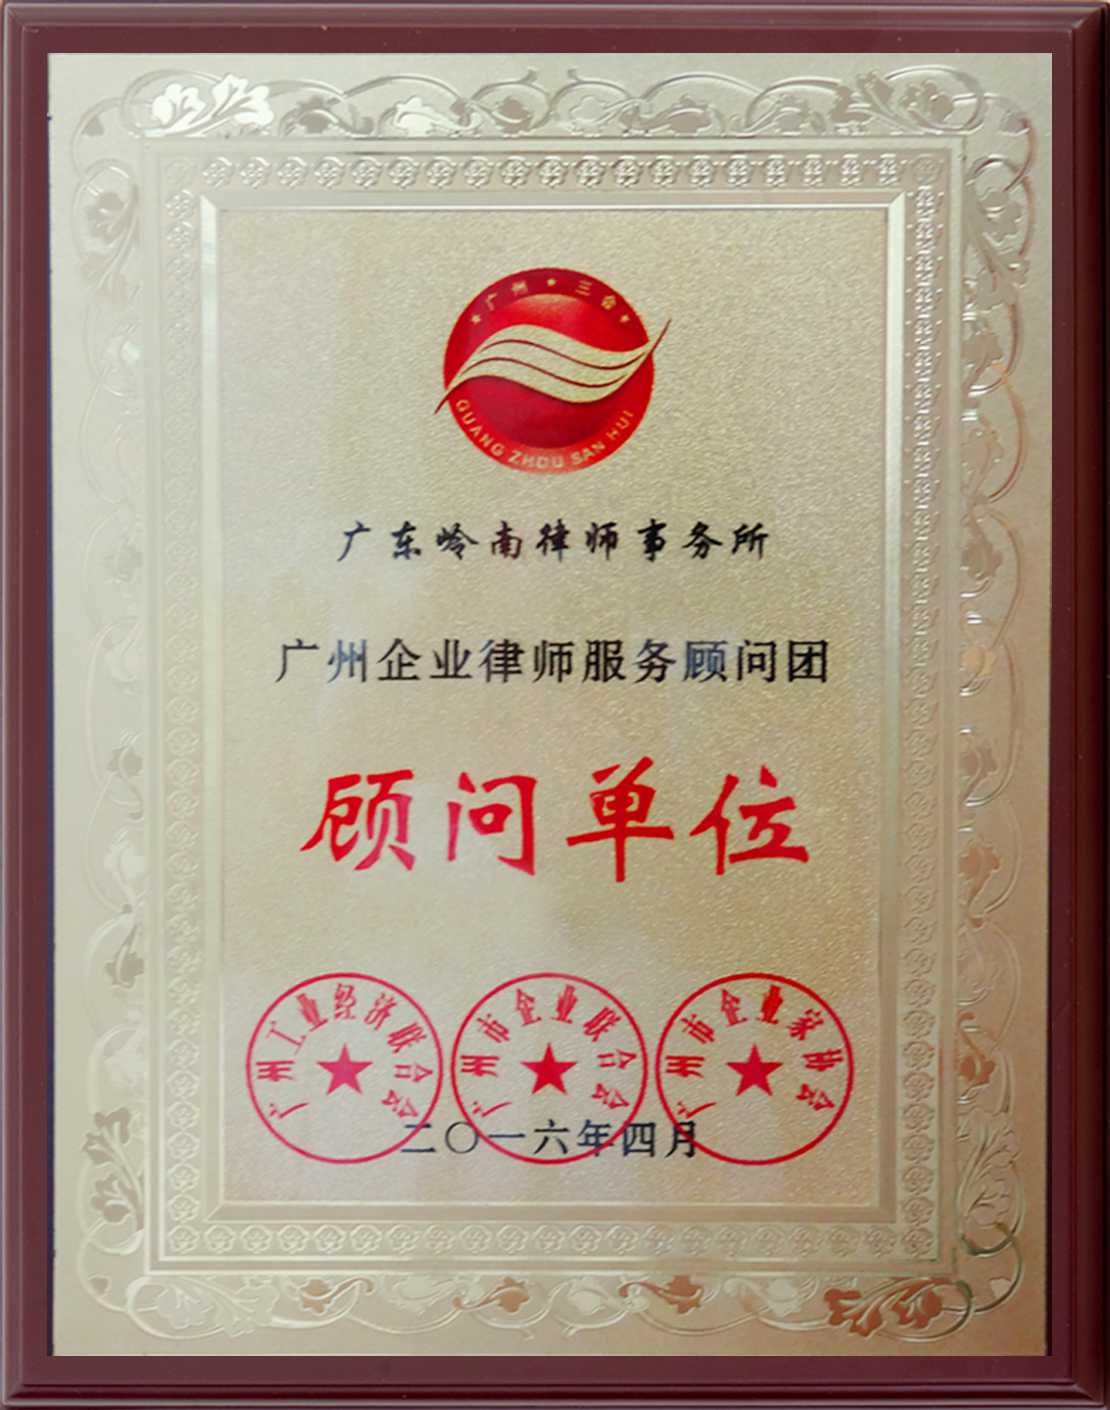 ★广州★三会★
GUANG ZHOU SAN HUI
广东岭南律师事务所
广州企业律师服务顾问团
顾问单位
广州工业经济联合会
广州市企业联合会
广州市企业家协会
二〇一六年四月